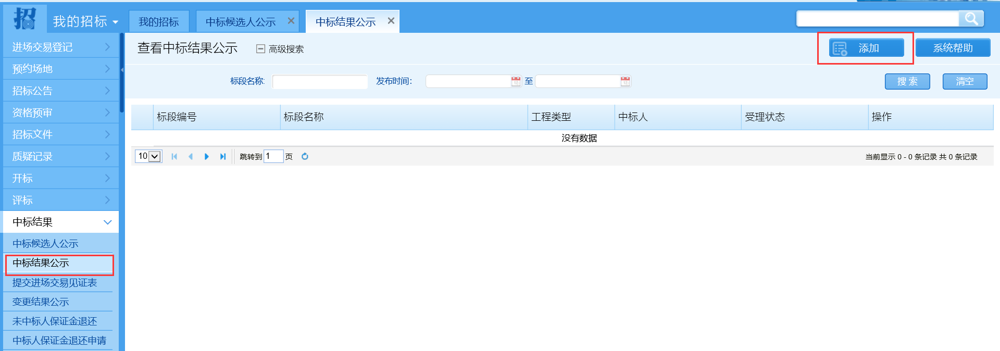 招 我的招标 我的招标 中标候选人公示 中标结果公示
进场交易登记
预约场地
招标公告
资格预审
招标文件
质疑记录
开标
评标
中标结果
中标候选人公示
中标结果公示
提交进场交易见证表
变更结果公示
未中标人保证金退还
中标人保证金退还申请
查看中标结果公示 高级搜索 添加 系统帮助
标段名称: 发布时间: 至 搜 索 清空
标段编号 标段名称 工程类型 中标人 受理状态 操作
没有数据
10 跳转到 1 页 当前显示 0 - 0 条记录 共 0 条记录